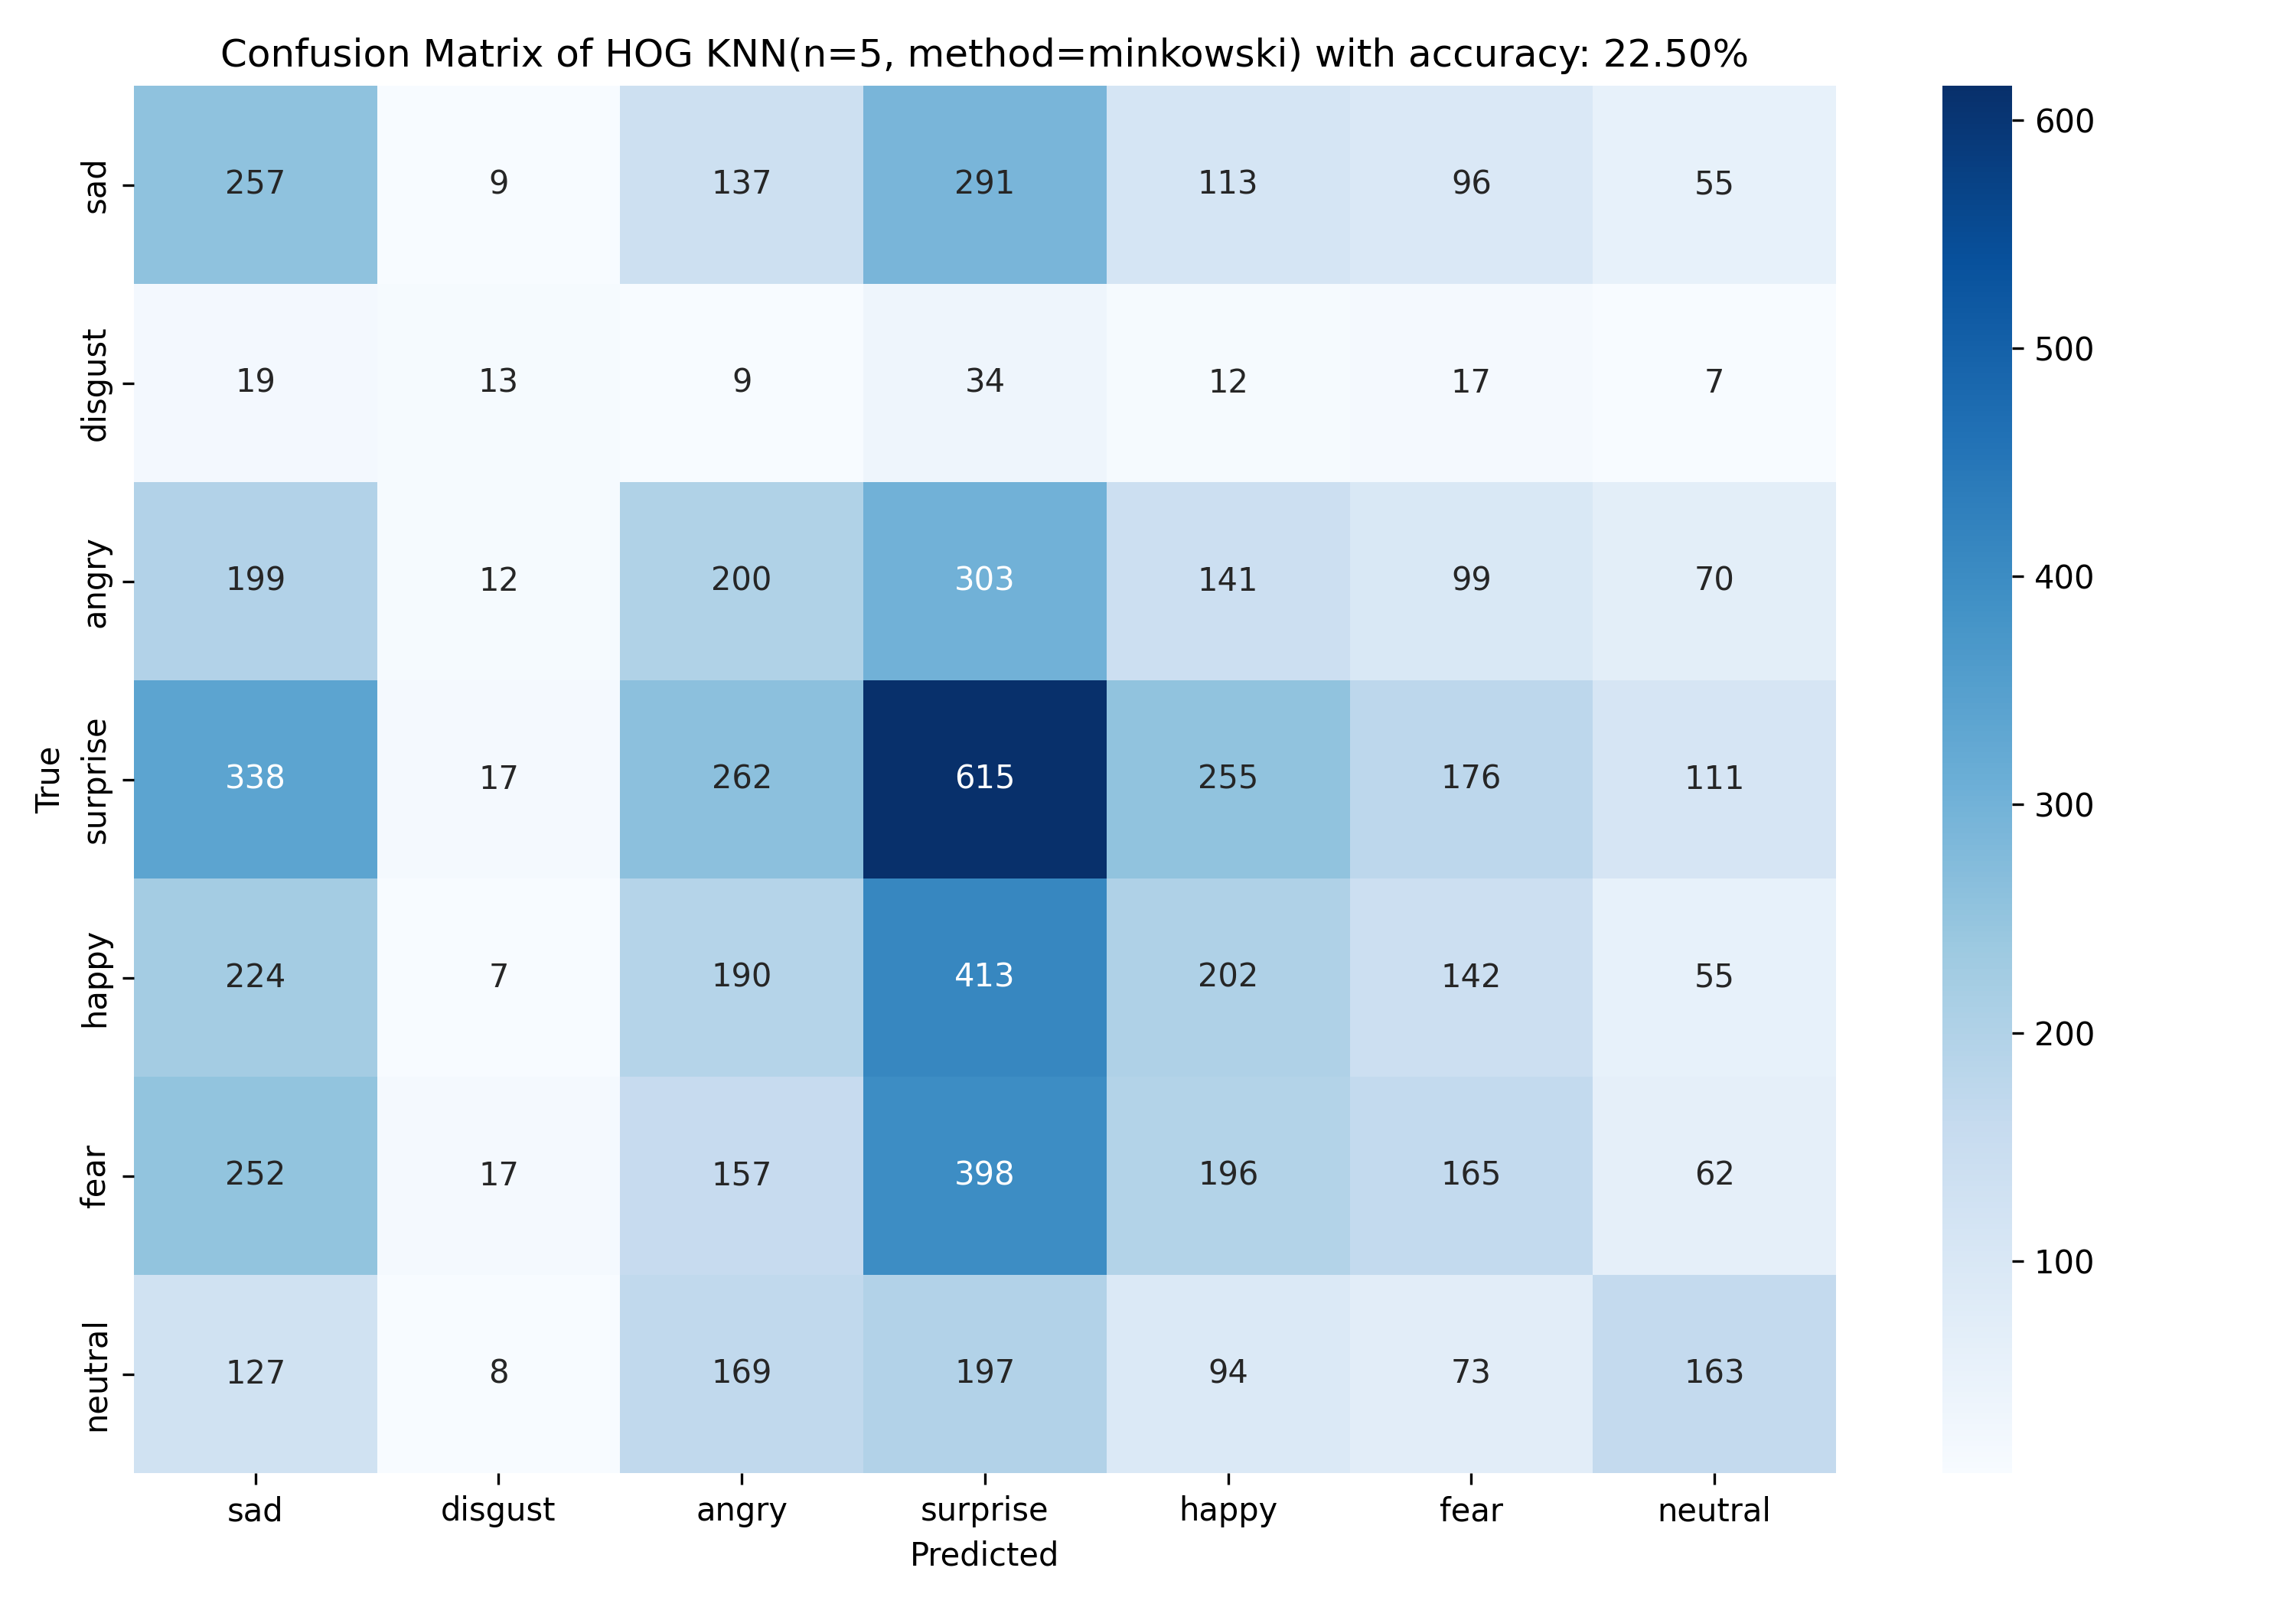 Confusion Matrix of HOG KNN(n=5, method=minkowski) with accuracy: 22.50%
True
sad 257 9 137 291 113 96 55
disgust 19 13 9 34 12 17 7
angry 199 12 200 303 141 99 70
surprise 338 17 262 615 255 176 111
happy 224 7 190 413 202 142 55
fear 252 17 157 398 196 165 62
neutral 127 8 169 197 94 73 163
sad disgust angry surprise happy fear neutral
Predicted
600
500
400
300
200
100